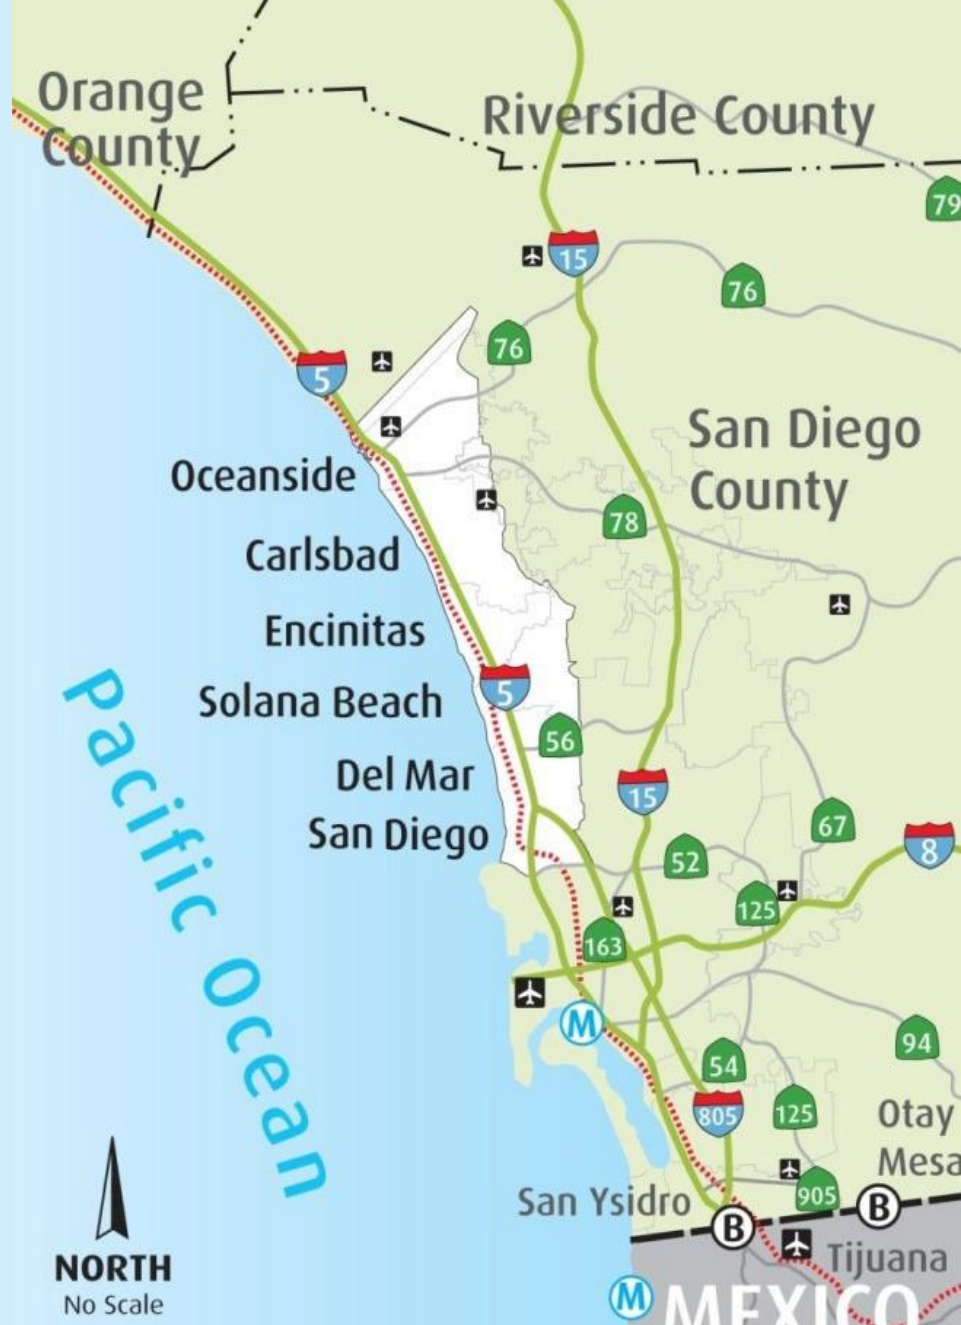 Orange
County
Riverside County
79
15
76
76
5
San Diego
County
Oceanside
78
Carlsbad
Encinitas
5
Solana Beach
56
Del Mar
15
San Diego
67
8
52
125
163
Pacific Ocean
M
94
54
805
125
Otay
Mesa
905
San Ysidro
B
B
Tijuana
NORTH
No Scale
M
MEXICO